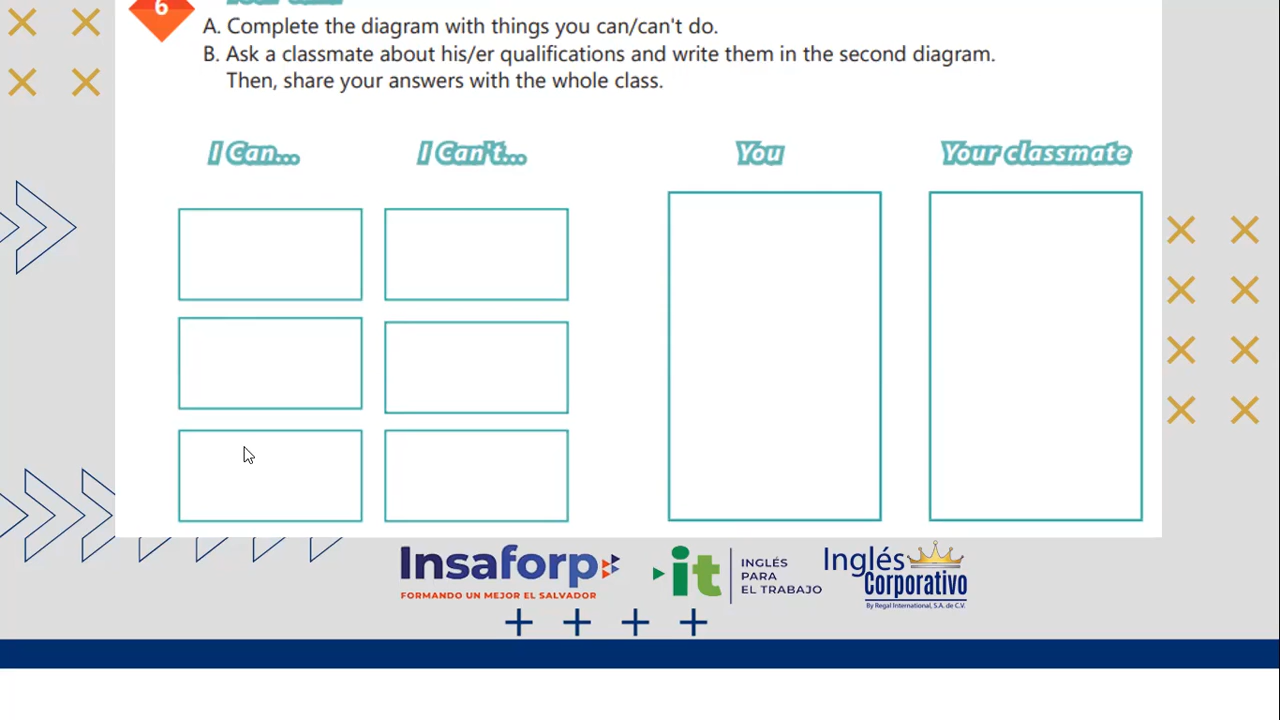 6
A. Complete the diagram with things you can/can't do.
B. Ask a classmate about his/er qualifications and write them in the second diagram.
Then, share your answers with the whole class.
I Can... I Can't... You Your classmate
Insaforp
FORMANDO UN MEJOR EL SALVADOR
it
INGLÉS
PARA
EL TRABAJO
Inglés
Corporativo
By Regal International, S.A. de C.V.